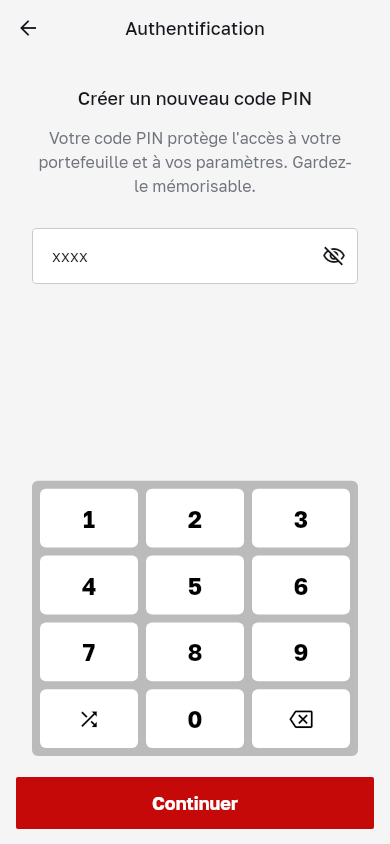 Authentification
Créer un nouveau code PIN
Votre code PIN protège l'accès à votre
portefeuille et à vos paramètres. Gardez-
le mémorisable.
xxxx
1 2 3
4 5 6
7 8 9
0
Continuer